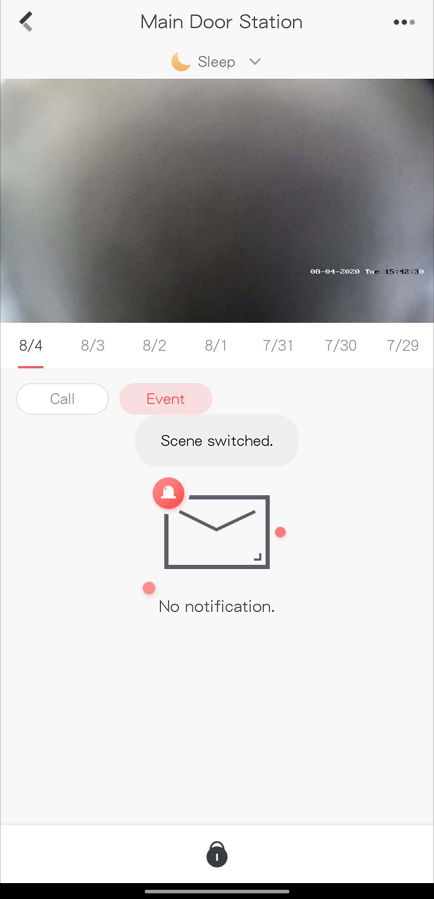 Main Door Station
Sleep
08-04-2020 Tue 15:42:38
8/4 8/3 8/2 8/1 7/31 7/30 7/29
Call Event
Scene switched.
No notification.